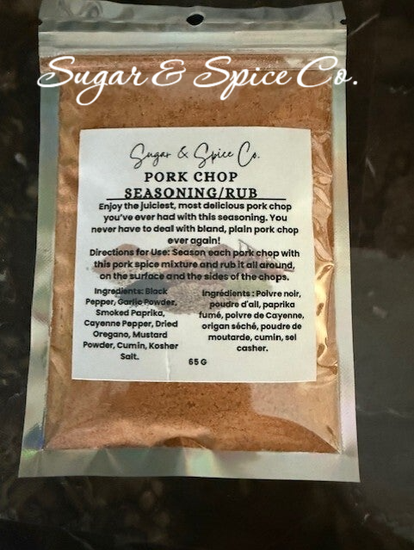 Sugar & Spice Co.
Sugar & Spice Co.
PORK CHOP
SEASONING/RUB
Enjoy the juiciest, most delicious pork chop
you've ever had with this seasoning. You
never have to deal with bland, plain pork chop
ever again!
Directions for Use: Season each pork chop with
this pork spice mixture and rub it all around,
on the surface and the sides of the chops.
Ingredients: Black
Pepper, Garlic Powder,
Smoked Paprika,
Cayenne Pepper, Dried
Oregano, Mustard
Powder, Cumin, Kosher
Salt.
Ingrédients : Poivre noir,
poudre d'ail, paprika
fumé, poivre de Cayenne,
origan séché, poudre de
moutarde, cumin, sel
casher.
65 G